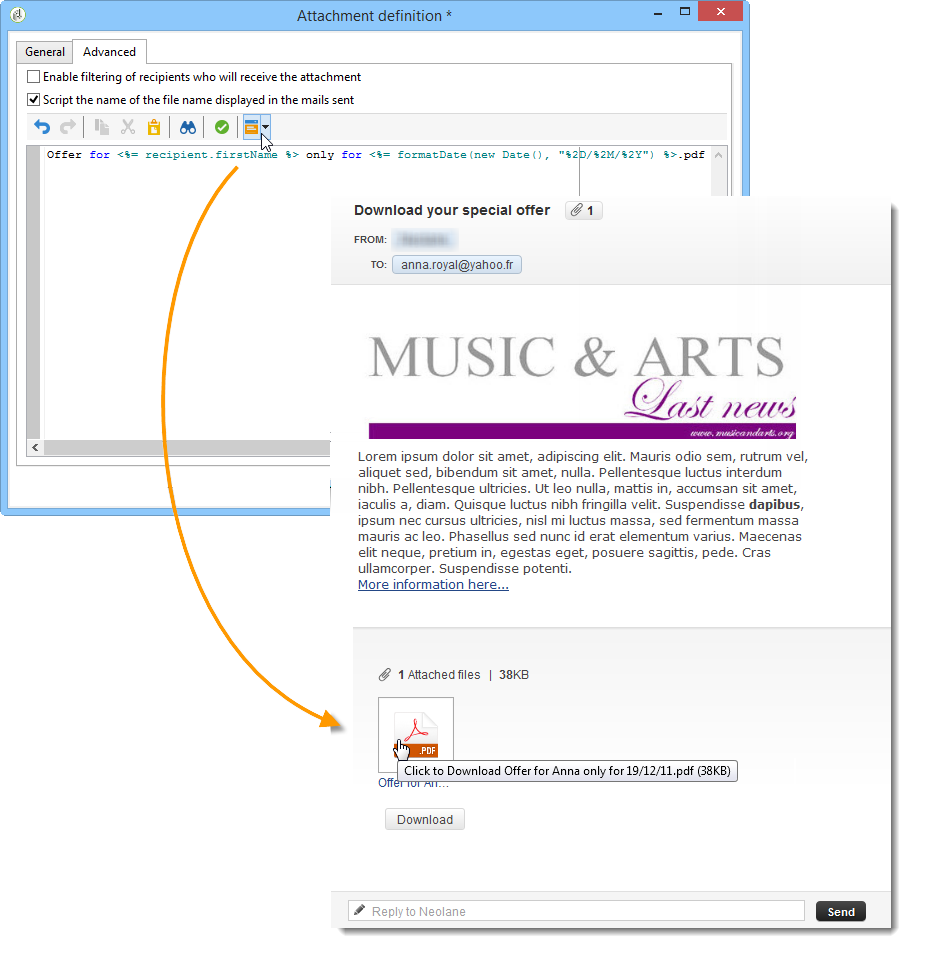 Attachment definition *
General Advanced
Enable filtering of recipients who will receive the attachment
Script the name of the file name displayed in the mails sent
Offer for <%= recipient.firstName %> only for <%= formatDate(new Date(), "%2D/%2M/%2Y") %>.pdf
Download your special offer 1
FROM:
TO: anna.royal@yahoo.fr
MUSIC & ARTS
Last news
www.musicandarts.org
Lorem ipsum dolor sit amet, adipiscing elit. Mauris odio sem, rutrum vel,
aliquet sed, bibendum sit amet, nulla. Pellentesque luctus interdum
nibh. Pellentesque ultricies. Ut leo nulla, mattis in, accumsan sit amet,
iaculis a, diam. Quisque luctus nibh fringilla velit. Suspendisse dapibus,
ipsum nec cursus ultricies, nisl mi luctus massa, sed fermentum massa
mauris ac leo. Phasellus sed nunc id erat elementum varius. Maecenas
elit neque, pretium in, egestas eget, posuere sagittis, pede. Cras
ullamcorper. Suspendisse potenti.
More information here...
1 Attached files | 38KB
.PDF
Click to Download Offer for Anna only for 19/12/11.pdf (38KB)
Offer for An...
Download
Reply to Neolane Send